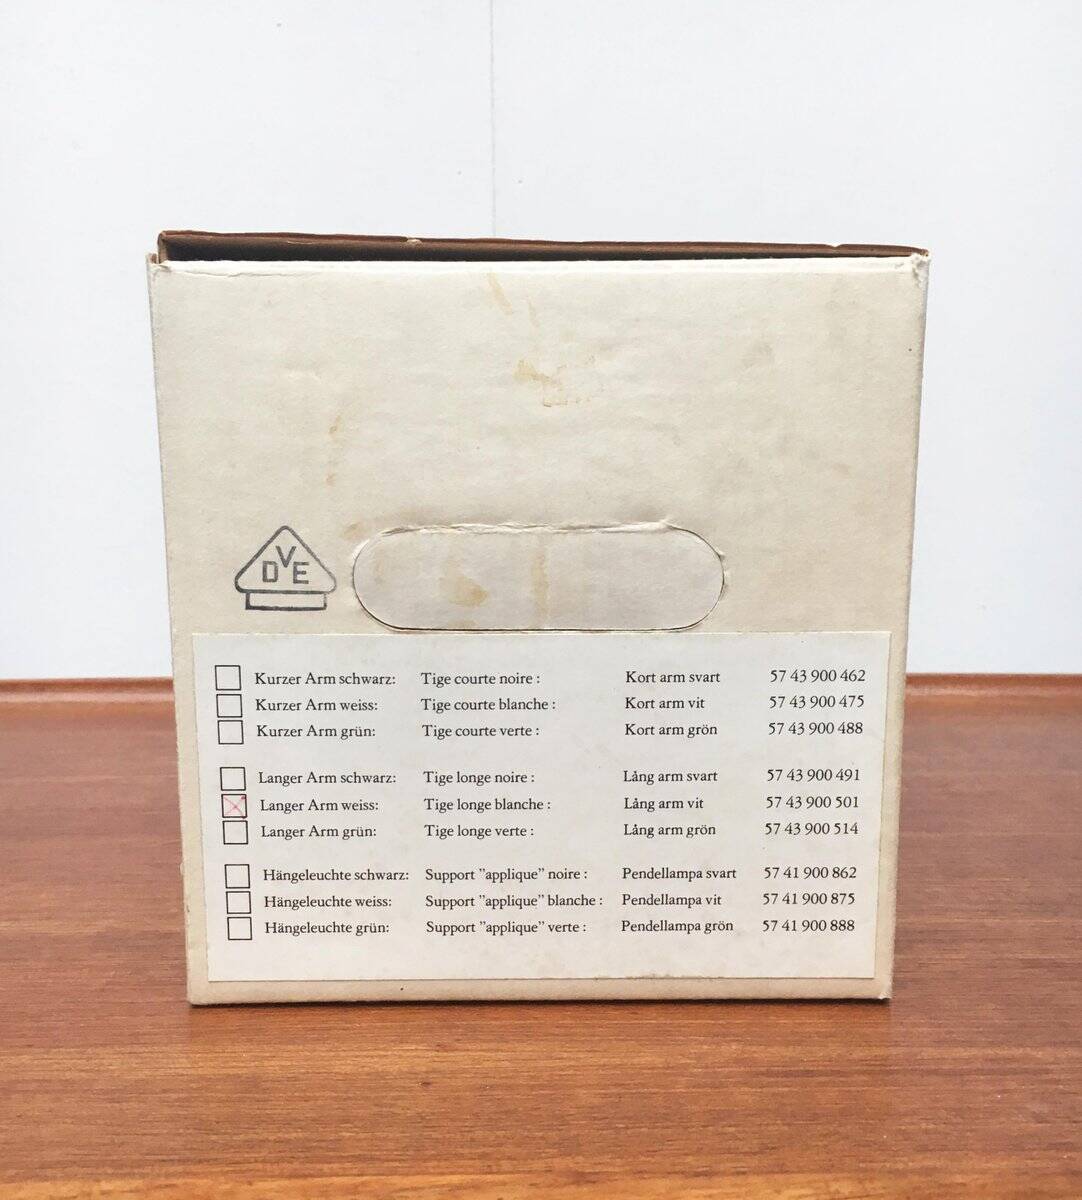 DVE
Kurzer Arm schwarz: Tige courte noire : Kort arm svart 57 43 900 462
Kurzer Arm weiss: Tige courte blanche : Kort arm vit 57 43 900 475
Kurzer Arm grün: Tige courte verte : Kort arm grön 57 43 900 488
Langer Arm schwarz: Tige longe noire : Lång arm svart 57 43 900 491
Langer Arm weiss: Tige longe blanche : Lång arm vit 57 43 900 501
Langer Arm grün: Tige longe verte : Lång arm grön 57 43 900 514
Hängeleuchte schwarz: Support "applique" noire : Pendellampa svart 57 41 900 862
Hängeleuchte weiss: Support "applique" blanche : Pendellampa vit 57 41 900 875
Hängeleuchte grün: Support "applique" verte : Pendellampa grön 57 41 900 888